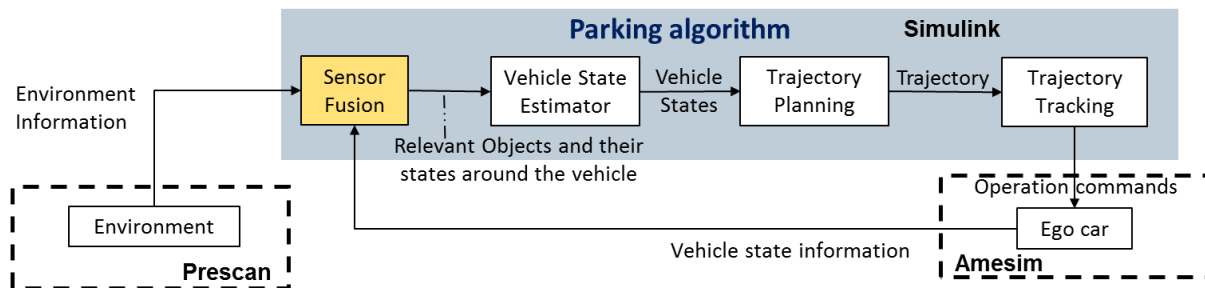 Parking algorithm
Simulink
Sensor
Fusion
Vehicle State
Estimator
Vehicle
States
Trajectory
Planning
Trajectory
Trajectory
Tracking
Environment
Information
Relevant Objects and their
states around the vehicle
Operation commands
Environment
Ego car
Vehicle state information
Prescan
Amesim